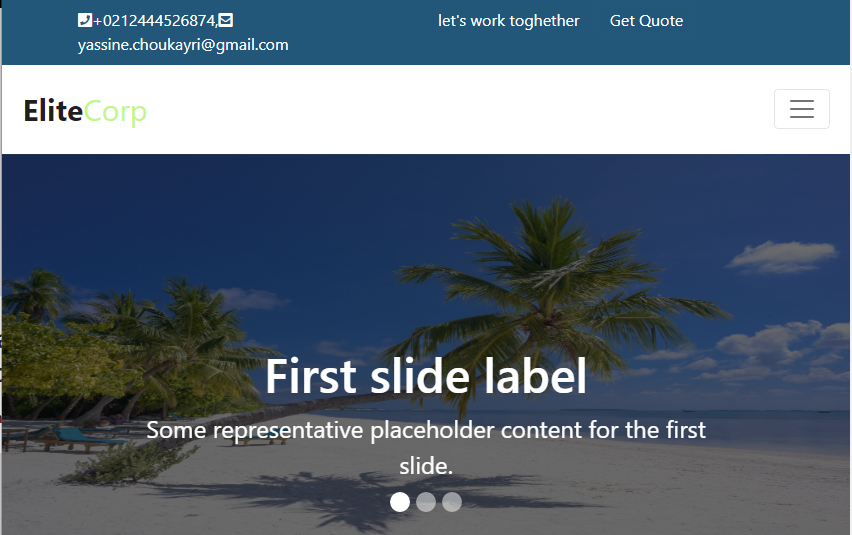 +0212444526874, let's work toghether Get Quote
yassine.choukayri@gmail.com
EliteCorp
First slide label
Some representative placeholder content for the first
slide.